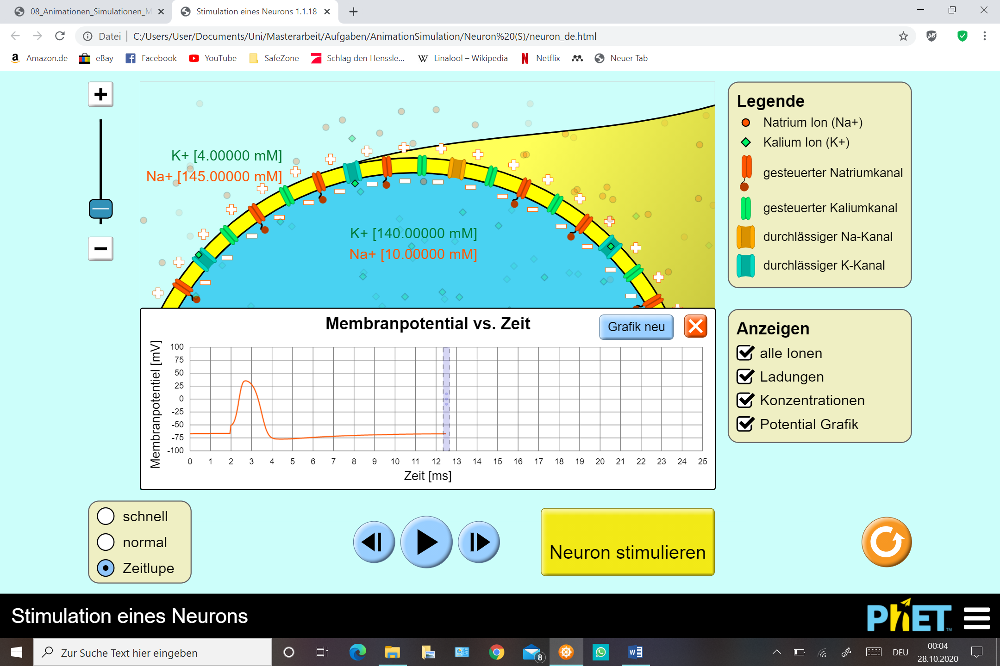 08_Animationen_Simulationen_M
Stimulation eines Neurons 1.1.18
Datei
C:/Users/User/Documents/Uni/Masterarbeit/Aufgaben/AnimationSimulation/Neuron%20(S)/neuron_de.html
Amazon.de eBay Facebook YouTube SafeZone Schlag den Henssle... Linalool – Wikipedia Netflix Neuer Tab
K+ [4.00000 mM]
Na+ [145.00000 mM]
K+ [140.00000 mM]
Na+ [10.00000 mM]
Legende
Natrium Ion (Na+)
Kalium Ion (K+)
gesteuerter Natriumkanal
gesteuerter Kaliumkanal
durchlässiger Na-Kanal
durchlässiger K-Kanal
Membranpotential vs. Zeit
Grafik neu
Membranpotentiel [mV]
100
75
50
25
0
-25
-50
-75
-100
0 1 2 3 4 5 6 7 8 9 10 11 12 13 14 15 16 17 18 19 20 21 22 23 24 25
Zeit [ms]
Anzeigen
alle Ionen
Ladungen
Konzentrationen
Potential Grafik
schnell
normal
Zeitlupe
Neuron stimulieren
Stimulation eines Neurons
PhET™
Zur Suche Text hier eingeben
8
DEU
00:04
28.10.2020